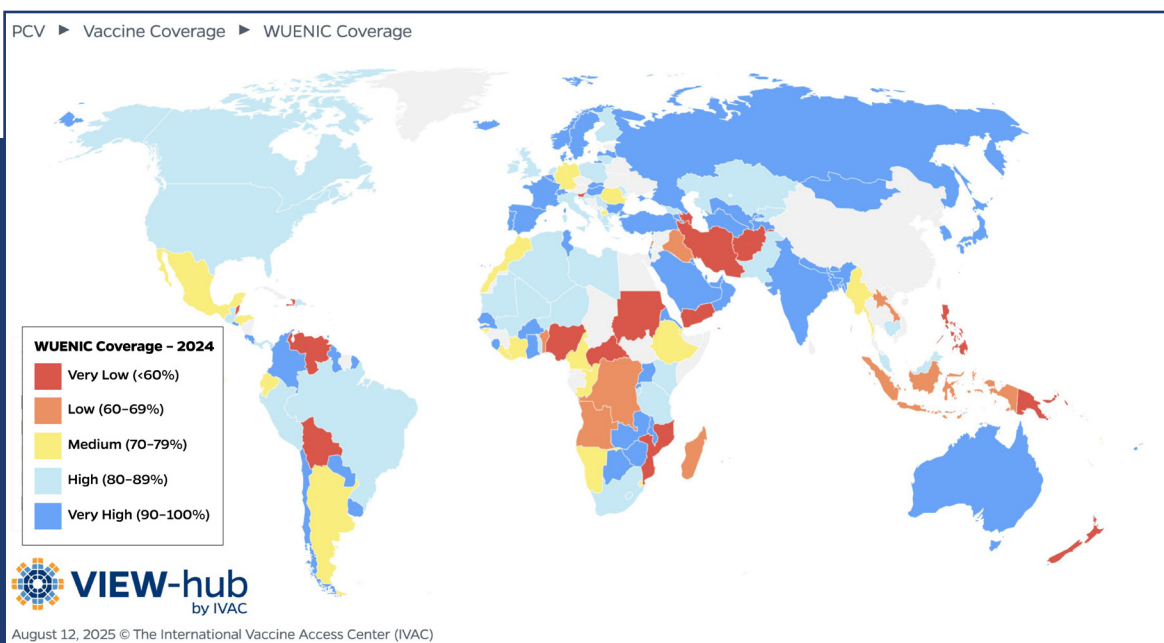 PCV ► Vaccine Coverage ► WUENIC Coverage
WUENIC Coverage – 2024
Very Low (<60%)
Low (60–69%)
Medium (70–79%)
High (80–89%)
Very High (90–100%)
VIEW-hub
by IVAC
August 12, 2025 © The International Vaccine Access Center (IVAC)